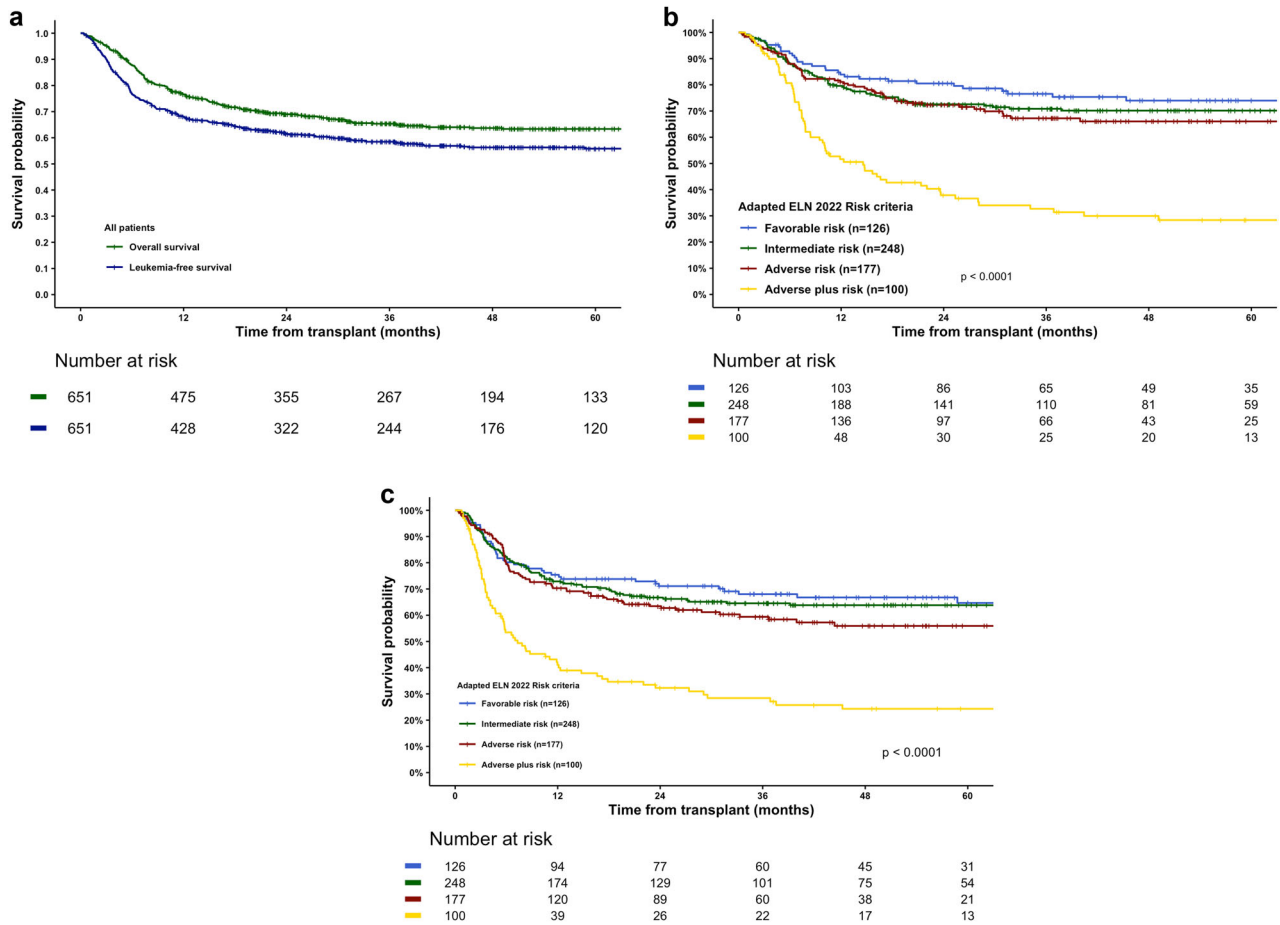 a
Survival probability
1.0
0.9
0.8
0.7
0.6
0.5
0.4
0.3
0.2
0.1
0.0
All patients
Overall survival
Leukemia-free survival
0 12 24 36 48 60
Time from transplant (months)
Number at risk
651 475 355 267 194 133
651 428 322 244 176 120
b
Survival probability
100%
90%
80%
70%
60%
50%
40%
30%
20%
10%
0%
Adapted ELN 2022 Risk criteria
Favorable risk (n=126)
Intermediate risk (n=248)
Adverse risk (n=177)
Adverse plus risk (n=100)
p < 0.0001
0 12 24 36 48 60
Time from transplant (months)
Number at risk
126 103 86 65 49 35
248 188 141 110 81 59
177 136 97 66 43 25
100 48 30 25 20 13
c
Survival probability
100%
90%
80%
70%
60%
50%
40%
30%
20%
10%
0%
Adapted ELN 2022 Risk criteria
Favorable risk (n=126)
Intermediate risk (n=248)
Adverse risk (n=177)
Adverse plus risk (n=100)
p < 0.0001
0 12 24 36 48 60
Time from transplant (months)
Number at risk
126 94 77 60 45 31
248 174 129 101 75 54
177 120 89 60 38 21
100 39 26 22 17 13